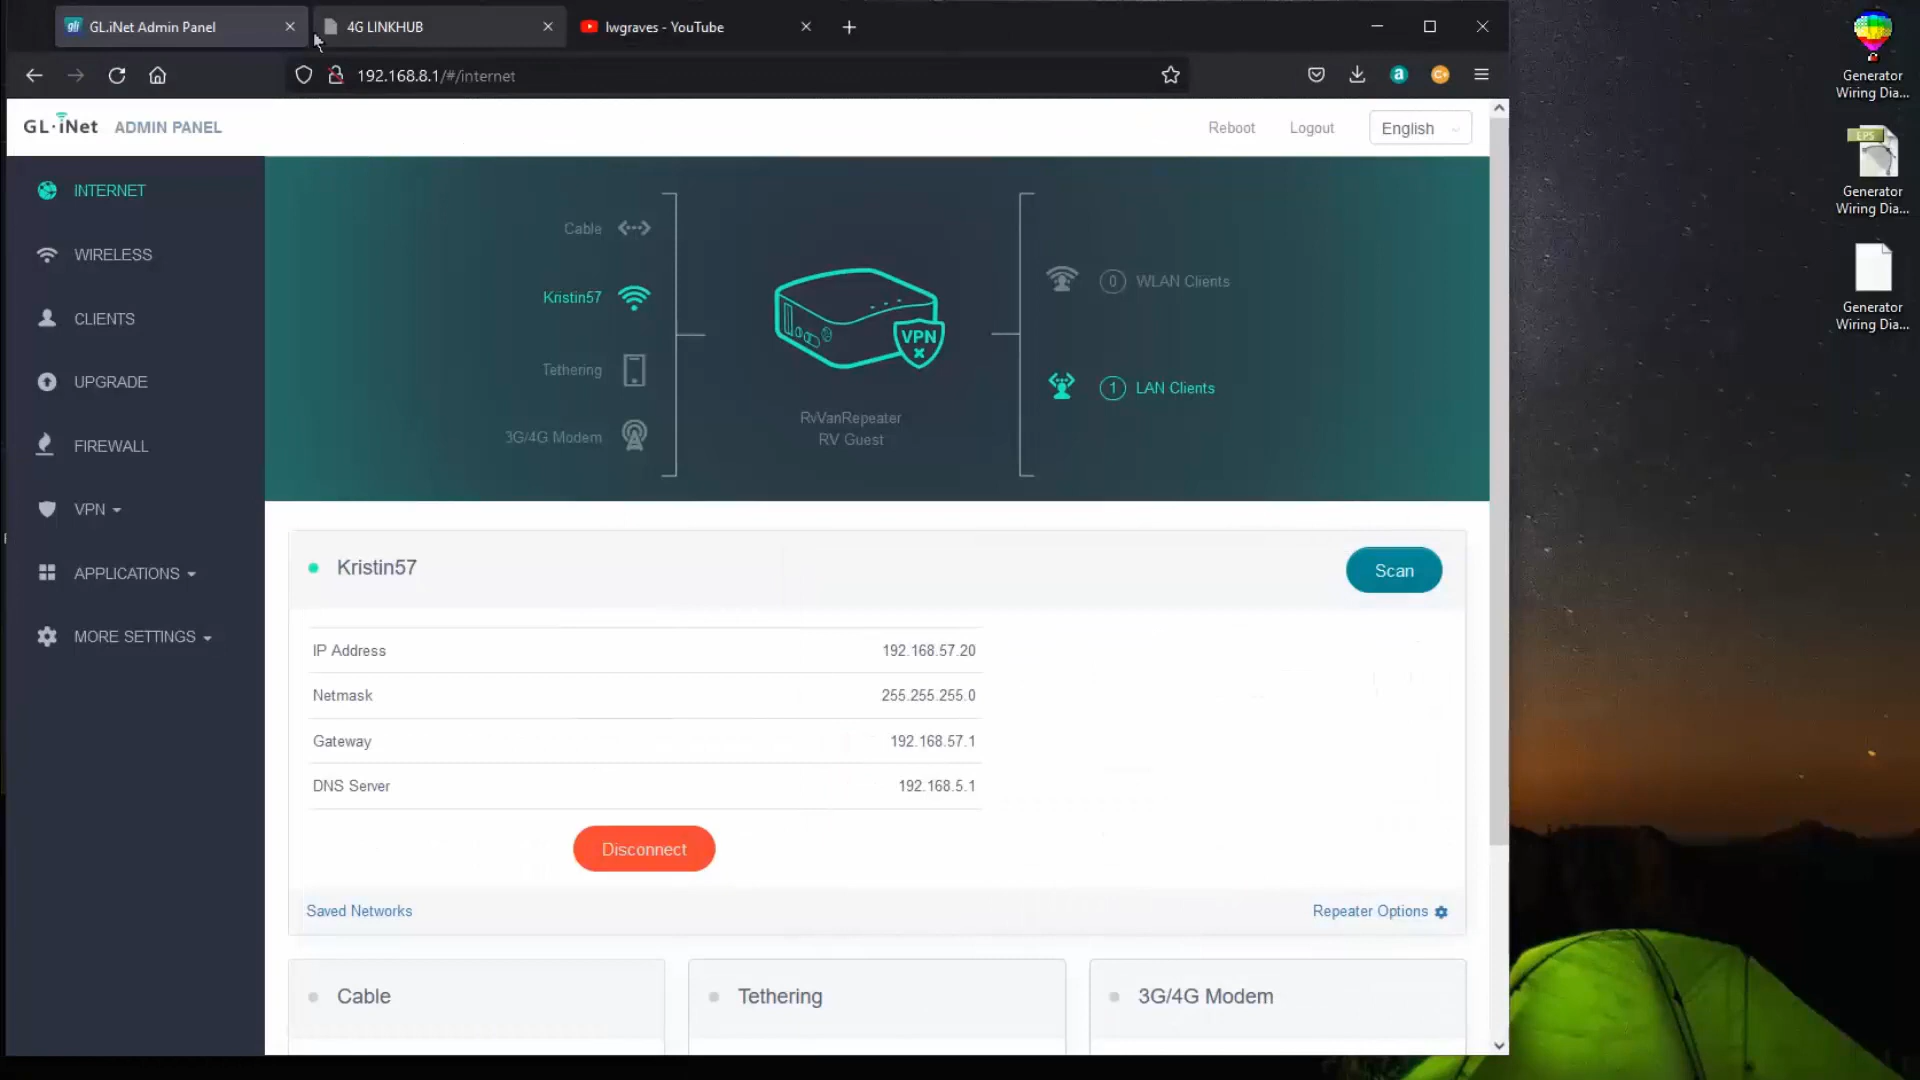 GL.iNet Admin Panel
4G LINKHUB
lwgraves - YouTube
192.168.8.1/#/internet
GL·iNet ADMIN PANEL
Reboot
Logout
English
INTERNET
WIRELESS
CLIENTS
UPGRADE
FIREWALL
VPN
APPLICATIONS
MORE SETTINGS
Cable
Kristin57
Tethering
3G/4G Modem
VPN
RvVanRepeater
RV Guest
0 WLAN Clients
1 LAN Clients
Kristin57
Scan
IP Address 192.168.57.20
Netmask 255.255.255.0
Gateway 192.168.57.1
DNS Server 192.168.5.1
Disconnect
Saved Networks
Repeater Options
Cable
Tethering
3G/4G Modem
Generator
Wiring Dia...
EPS
Generator
Wiring Dia...
Generator
Wiring Dia...